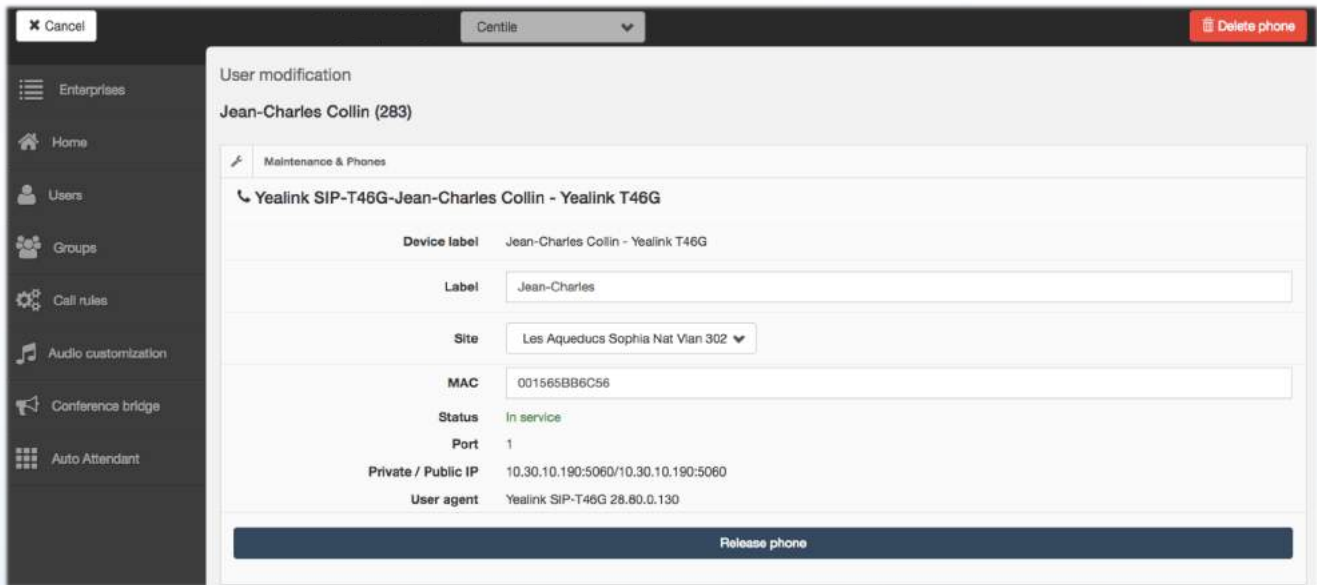 ✖ Cancel
Centile
Delete phone
Enterprises
Home
Users
Groups
Call rules
Audio customization
Conference bridge
Auto Attendant
User modification
Jean-Charles Collin (283)
Maintenance & Phones
Yealink SIP-T46G-Jean-Charles Collin - Yealink T46G
Device label Jean-Charles Collin - Yealink T46G
Label Jean-Charles
Site Les Aqueducs Sophia Nat Vlan 302
MAC 001565BB6C56
Status In service
Port 1
Private / Public IP 10.30.10.190:5060/10.30.10.190:5060
User agent Yealink SIP-T46G 28.80.0.130
Release phone